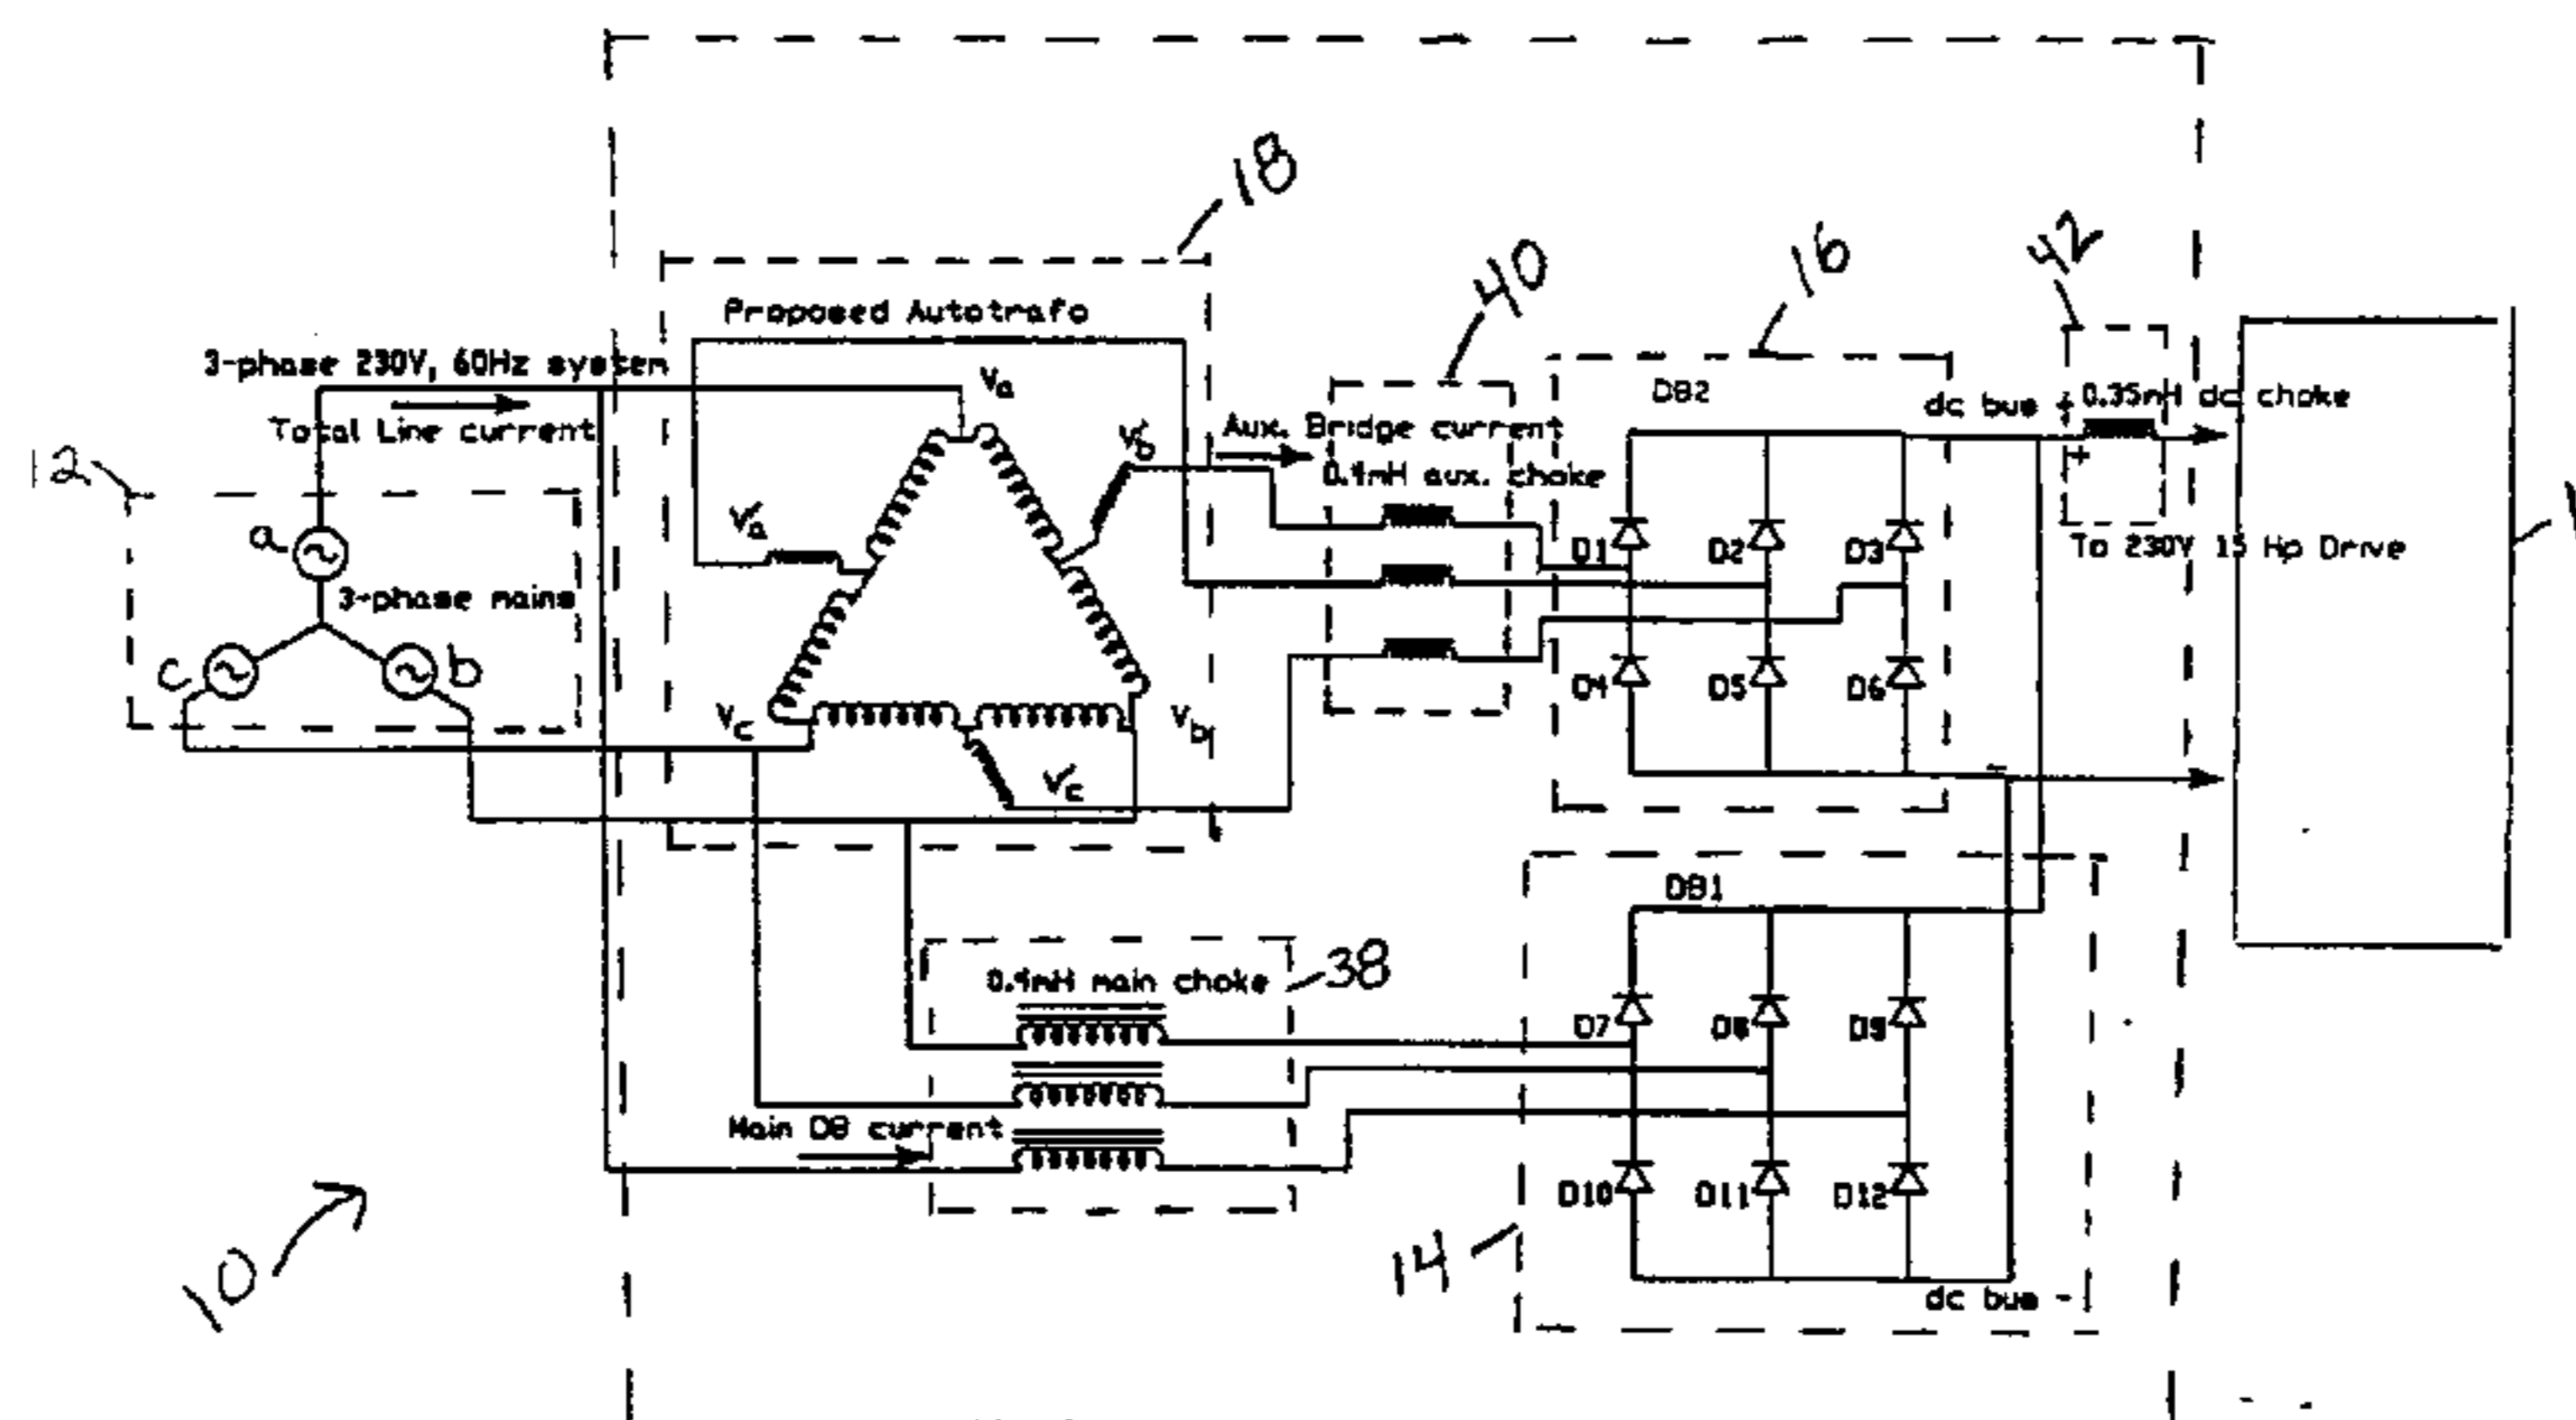 18
16
42
40
Proposed Autotrafo
3-phase 230V, 60Hz system
Va
DB2
dc bus +
0.35mH dc choke
Total Line current
V'b
Aux. Bridge current
+
12
0.4mH aux. choke
V'a
a
D1
D2
D3
To 230V 15 Hp Drive
3-phase mains
c
b
D4
D5
D6
Vc
Vb
V'c
-
DB1
38
0.4mH main choke
D7
D8
D9
Main DB current
D10
D11
D12
14
10
dc bus -